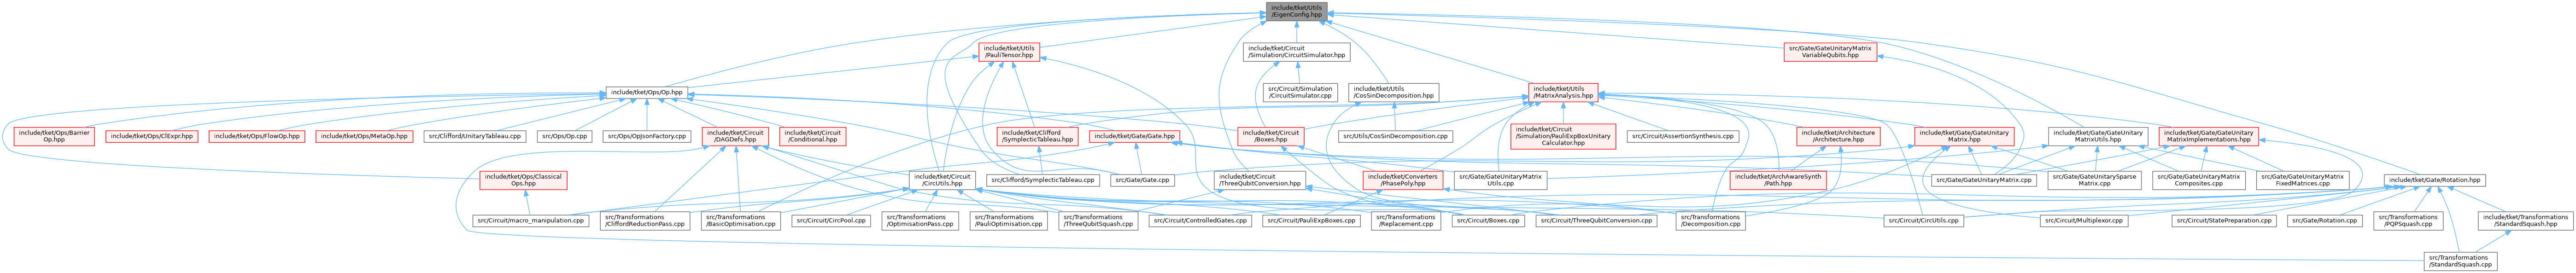 include/tket/Utils
/EigenConfig.hpp
include/tket/Utils
/PauliTensor.hpp
include/tket/Circuit
/Simulation/CircuitSimulator.hpp
src/Gate/GateUnitaryMatrix
VariableQubits.cpp
include/tket/Ops/Op.hpp
src/Circuit/Simulation
/CircuitSimulator.cpp
include/tket/Utils
/CosSinDecomposition.hpp
include/tket/Utils
/MatrixAnalysis.hpp
include/tket/Ops/Barrier
Op.hpp
include/tket/Ops/ClExpr.hpp
include/tket/Ops/FlowOp.hpp
include/tket/Ops/MetaOp.hpp
src/Clifford/UnitaryTableau.cpp
src/Ops/Op.cpp
src/Ops/OpJsonFactory.cpp
include/tket/Circuit
/DAGDefs.hpp
include/tket/Circuit
/Conditional.hpp
include/tket/Clifford
/SymplecticTableau.hpp
include/tket/Gate/Gate.hpp
include/tket/Circuit
/Boxes.hpp
src/Utils/CosSinDecomposition.cpp
include/tket/Circuit
/Simulation/PauliExpBoxUnitary
Calculator.hpp
src/Circuit/AssertionSynthesis.cpp
include/tket/Architecture
/Architecture.hpp
include/tket/Gate/GateUnitary
Matrix.hpp
include/tket/Gate/GateUnitary
MatrixUtils.hpp
include/tket/Gate/GateUnitary
MatrixImplementations.hpp
include/tket/Ops/Classical
Ops.hpp
include/tket/Circuit
/CircUtils.hpp
src/Clifford/SymplecticTableau.cpp
src/Gate/Gate.cpp
include/tket/Circuit
/ThreeQubitConversion.hpp
include/tket/Converters
/PhasePoly.hpp
src/Gate/GateUnitaryMatrix
Utils.cpp
include/tket/ArchAwareSynth
/Path.hpp
src/Gate/GateUnitaryMatrix.cpp
src/Gate/GateUnitarySparse
Matrix.cpp
src/Gate/GateUnitaryMatrix
Composites.cpp
src/Gate/GateUnitaryMatrix
FixedMatrices.cpp
include/tket/Gate/Rotation.hpp
src/Circuit/macro_manipulation.cpp
src/Transformations
/CliffordReductionPass.cpp
src/Transformations
/BasicOptimisation.cpp
src/Circuit/CircPool.cpp
src/Transformations
/OptimisationPass.cpp
src/Transformations
/PauliOptimisation.cpp
src/Transformations
/ThreeQubitSquash.cpp
src/Circuit/ControlledGates.cpp
src/Circuit/PauliExpBoxes.cpp
src/Transformations
/Replacement.cpp
src/Circuit/Boxes.cpp
src/Circuit/ThreeQubitConversion.cpp
src/Transformations
/Decomposition.cpp
src/Circuit/CircUtils.cpp
src/Circuit/Multiplexor.cpp
src/Circuit/StatePreparation.cpp
src/Gate/Rotation.cpp
src/Transformations
/PQPSquash.cpp
include/tket/Transformations
/StandardSquash.hpp
src/Transformations
/StandardSquash.cpp